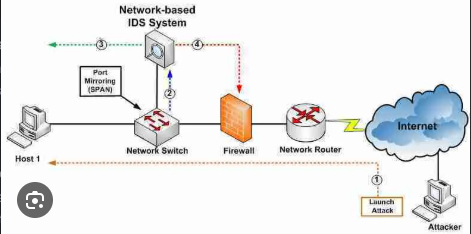 Network-based
IDS System
3
4
Port
Mirroring
(SPAN)
2
Internet
Host 1
Network Switch
Firewall
Network Router
1
Launch
Attack
Attacker